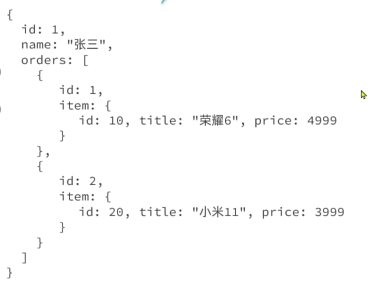 {
  id: 1,
  name: "张三",
  orders: [
    {
       id: 1,
       item: {
          id: 10, title: "荣耀6", price: 4999
       }
    },
    {
       id: 2,
       item: {
          id: 20, title: "小米11", price: 3999
       }
    }
  ]
}